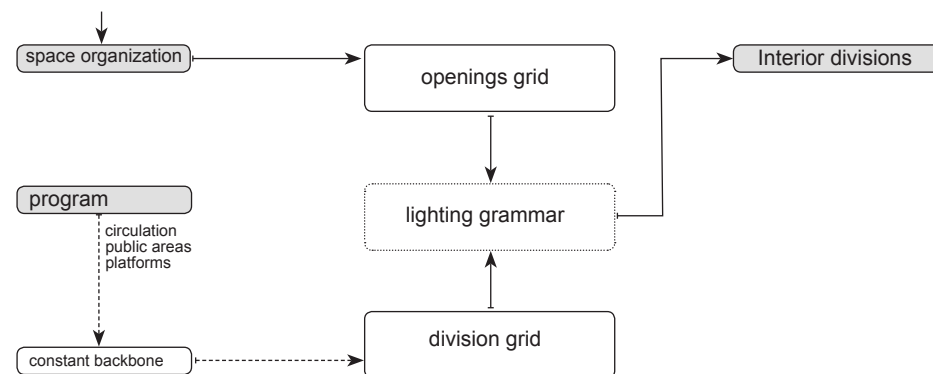 space organization
openings grid
Interior divisions
program
lighting grammar
circulation
public areas
platforms
division grid
constant backbone